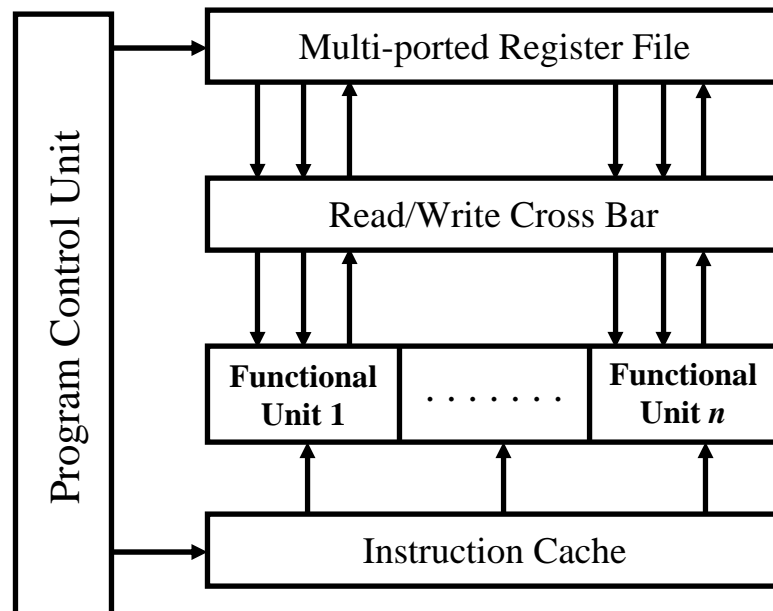 Program Control Unit
Multi-ported Register File
Read/Write Cross Bar
Functional
Unit 1
. . . . . . .
Functional
Unit n
Instruction Cache